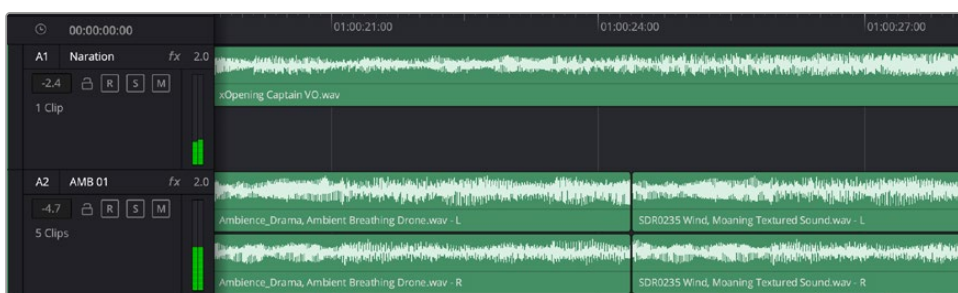 00:00:00:00 01:00:21:00 01:00:24:00 01:00:27:00
A1 Naration fx 2.0
-2.4 R S M
xOpening Captain VO.wav
1 Clip
A2 AMB 01 fx 2.0
-4.7 R S M
Ambience_Drama, Ambient Breathing Drone.wav - L SDR0235 Wind, Moaning Textured Sound.wav - L
5 Clips
Ambience_Drama, Ambient Breathing Drone.wav - R SDR0235 Wind, Moaning Textured Sound.wav - R